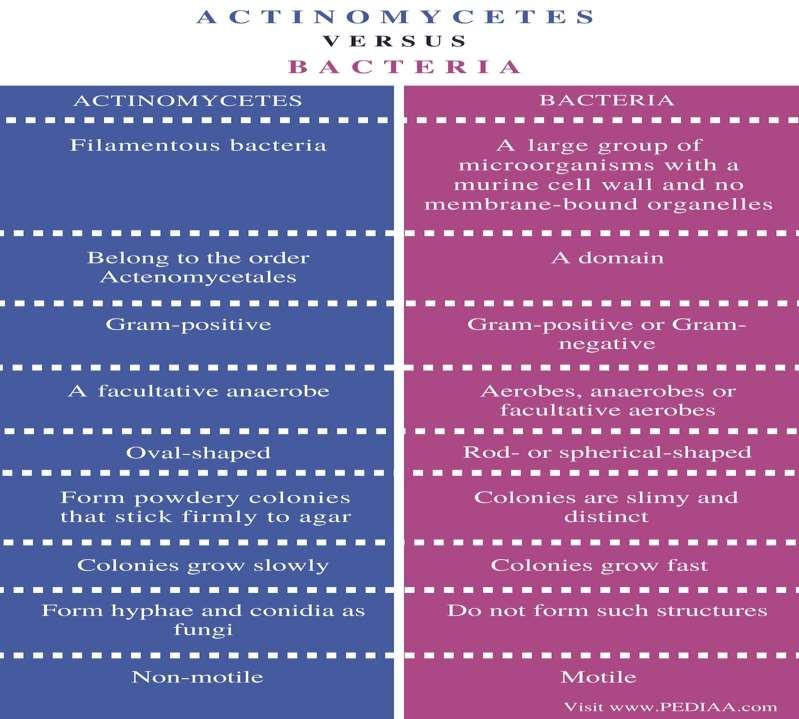 ACTINOMYCETES
VERSUS
BACTERIA
ACTINOMYCETES
BACTERIA
Filamentous bacteria
A large group of
microorganisms with a
murine cell wall and no
membrane-bound organelles
Belong to the order
Actenomycetales
A domain
Gram-positive
Gram-positive or Gram-
negative
A facultative anaerobe
Aerobes, anaerobes or
facultative aerobes
Oval-shaped
Rod- or spherical-shaped
Form powdery colonies
that stick firmly to agar
Colonies are slimy and
distinct
Colonies grow slowly
Colonies grow fast
Form hyphae and conidia as
fungi
Do not form such structures
Non-motile
Motile
Visit www.PEDIAA.com